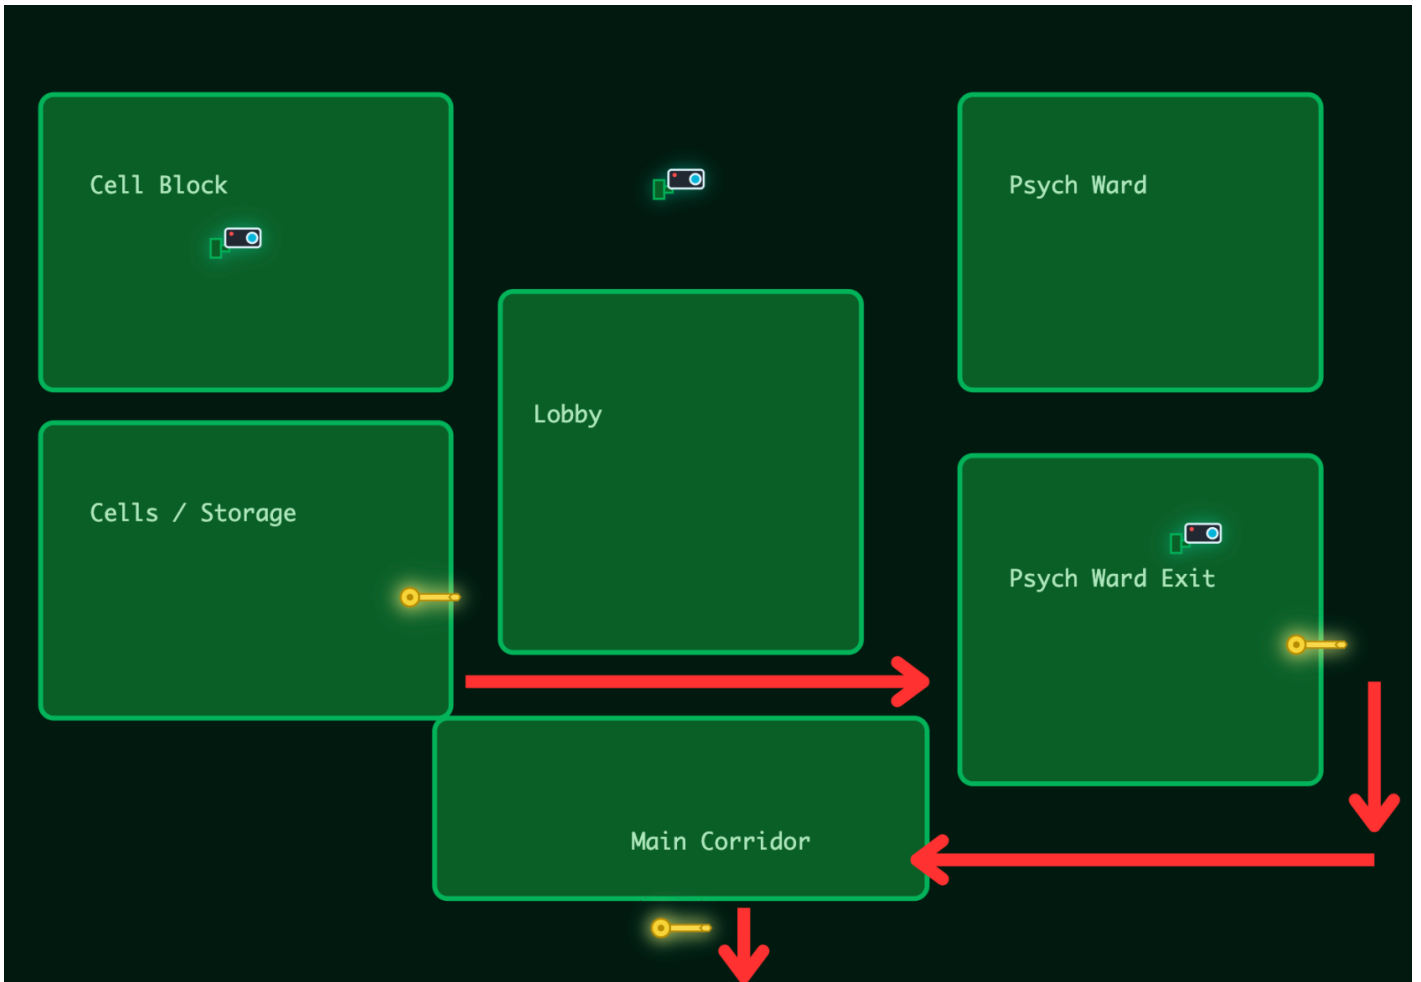 Cell Block
Psych Ward
Lobby
Cells / Storage
Psych Ward Exit
Main Corridor